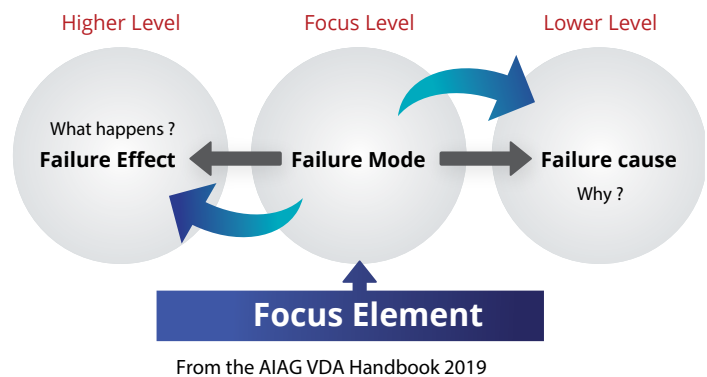 Higher Level
Focus Level
Lower Level
What happens ?
Failure Effect
Failure Mode
Failure cause
Why ?
Focus Element
From the AIAG VDA Handbook 2019